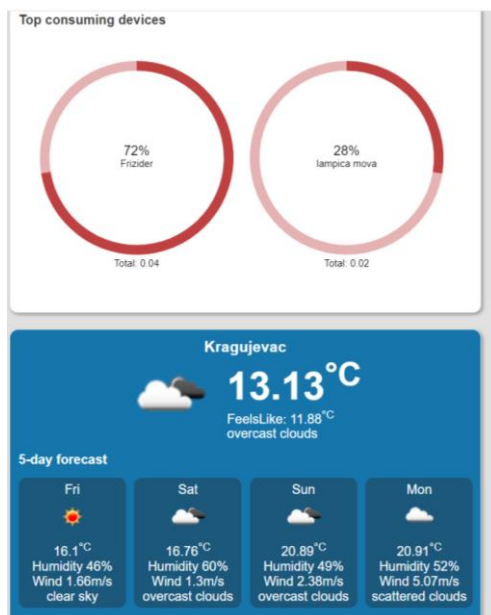 Top consuming devices
72%
Frizider
28%
lampica mova
Total: 0.04
Total: 0.02
Kragujevac
13.13°C
FeelsLike: 11.88°C
overcast clouds
5-day forecast
Fri
16.1°C
Humidity 46%
Wind 1.66m/s
clear sky
Sat
16.76°C
Humidity 60%
Wind 1.3m/s
overcast clouds
Sun
20.89°C
Humidity 49%
Wind 2.38m/s
overcast clouds
Mon
20.91°C
Humidity 52%
Wind 5.07m/s
scattered clouds